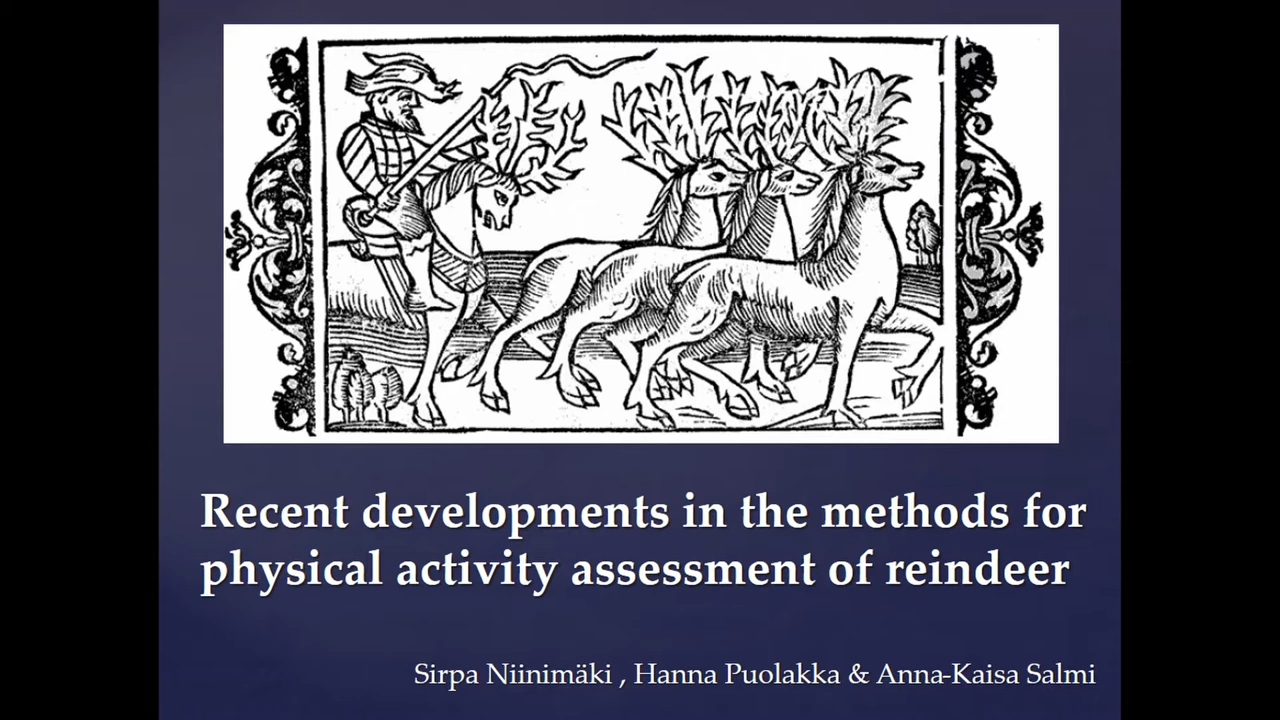 Recent developments in the methods for
physical activity assessment of reindeer
Sirpa Niinimäki , Hanna Puolakka & Anna-Kaisa Salmi